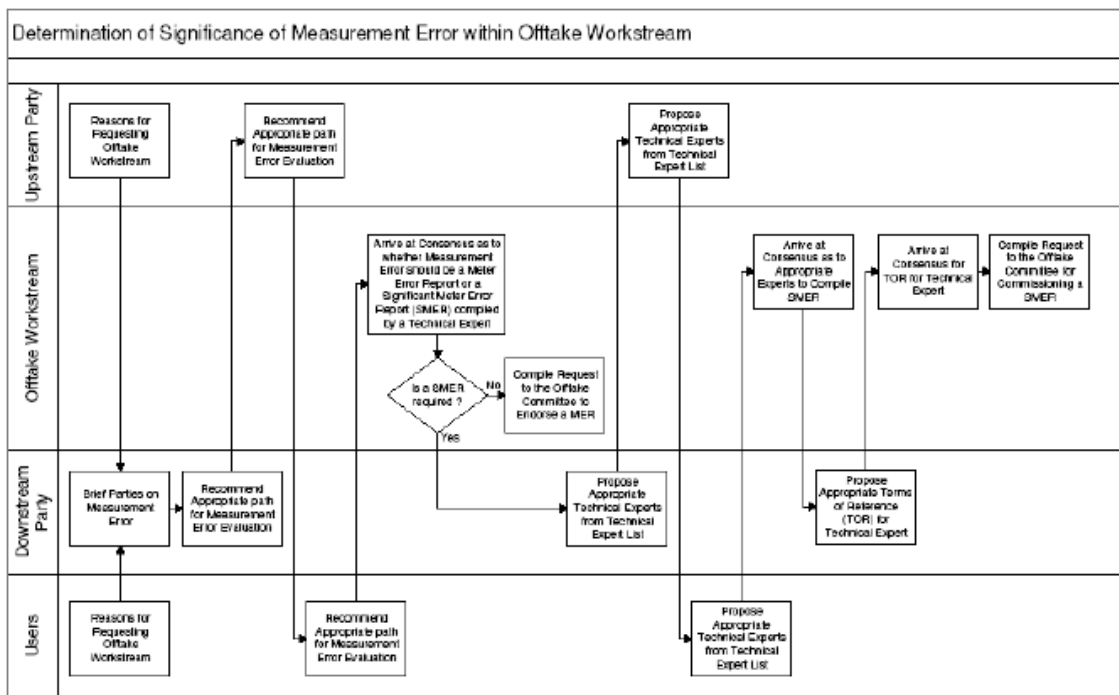 Determination of Significance of Measurement Error within Offtake Workstream
Upstream Party
Reasons for
Requesting
Offtake
Workstream
Recommend
Appropriate path
for Measurement
Error Evaluation
Propose
Appropriate
Technical Experts
from Technical
Expert List
Offtake Workstream
Arrive at Consensus as to
whether Measurement
Error should be a Meter
Error Report or a
Significant Meter Error
Report (SMER) compiled
by a Technical Expert
Is a SMER
required ?
No
Yes
Compile Request
to the Offtake
Committee to
Endorse a MER
Arrive at
Consensus as to
Appropriate
Experts to Compile
SMER
Arrive at
Consensus for
TOR for Technical
Expert
Compile Request
to the Offtake
Committee for
Commissioning a
SMER
Downstream
Party
Brief Parties on
Measurement
Error
Recommend
Appropriate path
for Measurement
Error Evaluation
Propose
Appropriate
Technical Experts
from Technical
Expert List
Propose
Appropriate Terms
of Reference
(TOR) for
Technical Expert
Users
Reasons for
Requesting
Offtake
Workstream
Recommend
Appropriate path
for Measurement
Error Evaluation
Propose
Appropriate
Technical Experts
from Technical
Expert List